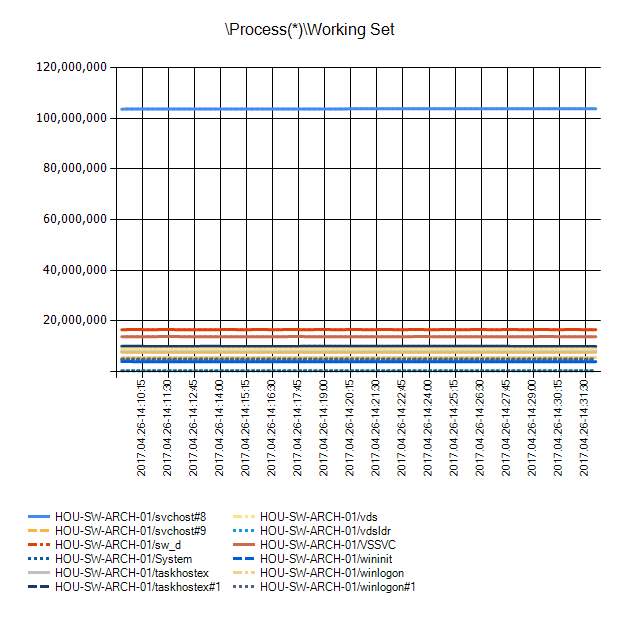 \Process(*)\Working Set
120,000,000
100,000,000
80,000,000
60,000,000
40,000,000
20,000,000
2017.04.26-14:10:15
2017.04.26-14:11:30
2017.04.26-14:12:45
2017.04.26-14:14:00
2017.04.26-14:15:15
2017.04.26-14:16:30
2017.04.26-14:17:45
2017.04.26-14:19:00
2017.04.26-14:20:15
2017.04.26-14:21:30
2017.04.26-14:22:45
2017.04.26-14:24:00
2017.04.26-14:25:15
2017.04.26-14:26:30
2017.04.26-14:27:45
2017.04.26-14:29:00
2017.04.26-14:30:15
2017.04.26-14:31:30
HOU-SW-ARCH-01/svchost#8
HOU-SW-ARCH-01/svchost#9
HOU-SW-ARCH-01/sw_d
HOU-SW-ARCH-01/System
HOU-SW-ARCH-01/taskhostex
HOU-SW-ARCH-01/taskhostex#1
HOU-SW-ARCH-01/vds
HOU-SW-ARCH-01/vdsldr
HOU-SW-ARCH-01/VSSVC
HOU-SW-ARCH-01/wininit
HOU-SW-ARCH-01/winlogon
HOU-SW-ARCH-01/winlogon#1